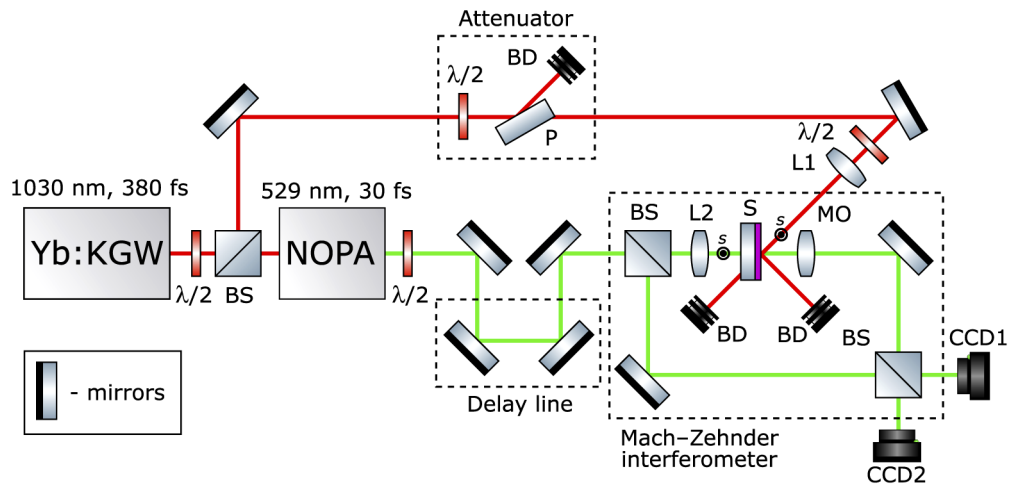 Attenuator
BD
λ/2
P
λ/2
L1
1030 nm, 380 fs
529 nm, 30 fs
Yb:KGW
NOPA
λ/2
BS
λ/2
BS
L2
S
MO
s
s
BD
BD
BS
CCD1
- mirrors
Delay line
Mach–Zehnder
interferometer
CCD2